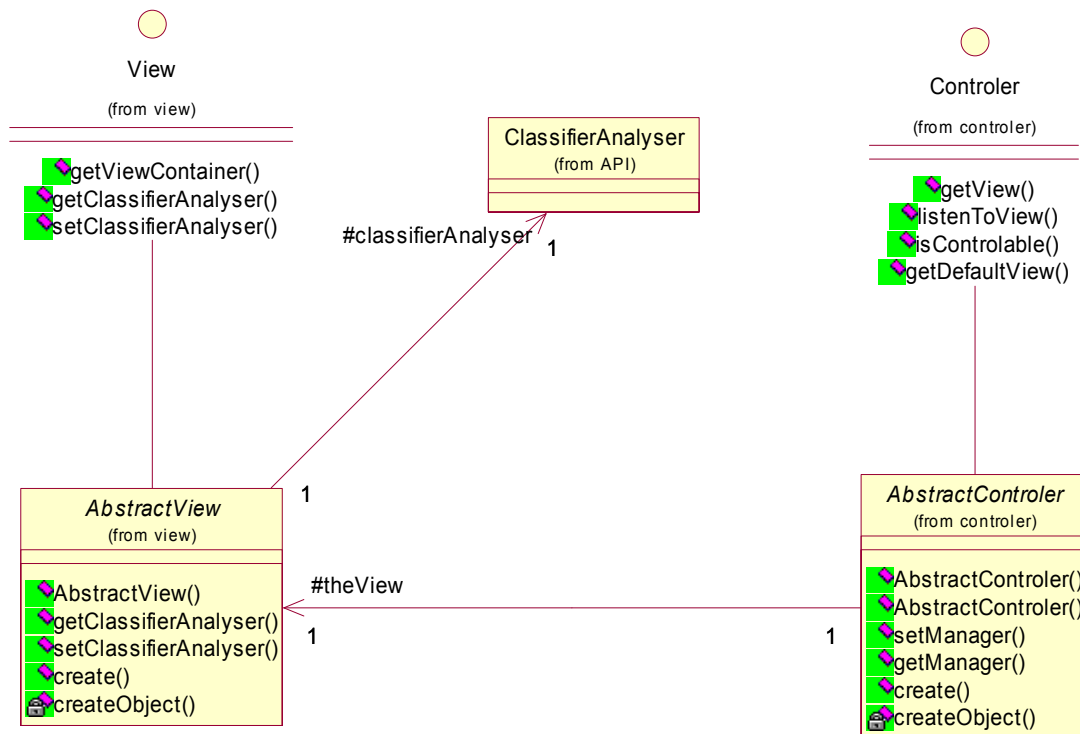 View
(from view)
getViewContainer()
getClassifierAnalyser()
setClassifierAnalyser()
ClassifierAnalyser
(from API)
#classifierAnalyser
1
Controler
(from controler)
getView()
listenToView()
isControlable()
getDefaultView()
1
AbstractView
(from view)
AbstractView()
getClassifierAnalyser()
setClassifierAnalyser()
create()
createObject()
#theView
1
1
AbstractControler
(from controler)
AbstractControler()
AbstractControler()
setManager()
getManager()
create()
createObject()